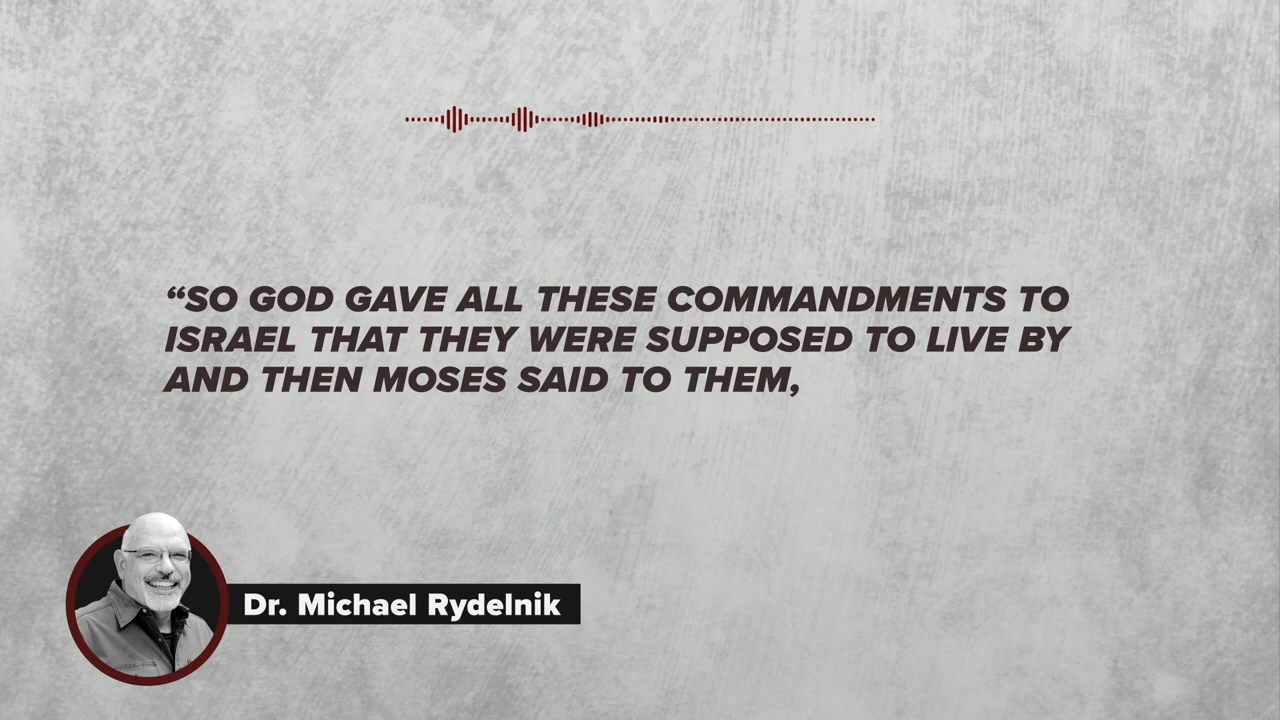 “SO GOD GAVE ALL THESE COMMANDMENTS TO
ISRAEL THAT THEY WERE SUPPOSED TO LIVE BY
AND THEN MOSES SAID TO THEM,
Dr. Michael Rydelnik